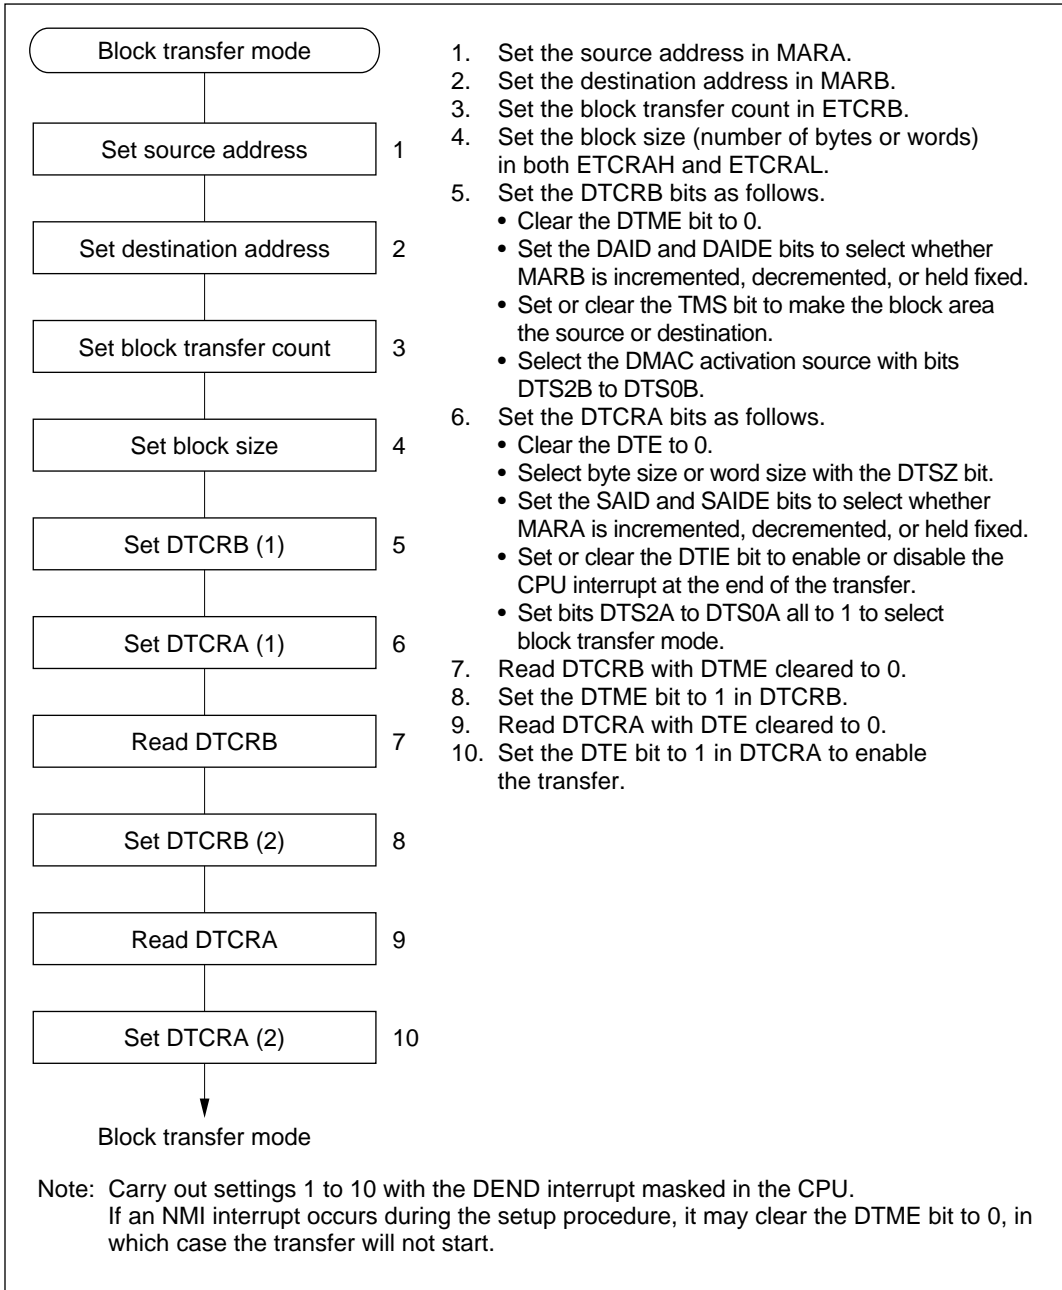 Block transfer mode
Set source address 1
Set destination address 2
Set block transfer count 3
Set block size 4
Set DTCRB (1) 5
Set DTCRA (1) 6
Read DTCRB 7
Set DTCRB (2) 8
Read DTCRA 9
Set DTCRA (2) 10
Block transfer mode
1. Set the source address in MARA.
2. Set the destination address in MARB.
3. Set the block transfer count in ETCRB.
4. Set the block size (number of bytes or words)
in both ETCRAH and ETCRAL.
5. Set the DTCRB bits as follows.
• Clear the DTME bit to 0.
• Set the DAID and DAIDE bits to select whether
MARB is incremented, decremented, or held fixed.
• Set or clear the TMS bit to make the block area
the source or destination.
• Select the DMAC activation source with bits
DTS2B to DTS0B.
6. Set the DTCRA bits as follows.
• Clear the DTE to 0.
• Select byte size or word size with the DTSZ bit.
• Set the SAID and SAIDE bits to select whether
MARA is incremented, decremented, or held fixed.
• Set or clear the DTIE bit to enable or disable the
CPU interrupt at the end of the transfer.
• Set bits DTS2A to DTS0A all to 1 to select
block transfer mode.
7. Read DTCRB with DTME cleared to 0.
8. Set the DTME bit to 1 in DTCRB.
9. Read DTCRA with DTE cleared to 0.
10. Set the DTE bit to 1 in DTCRA to enable
the transfer.
Note: Carry out settings 1 to 10 with the DEND interrupt masked in the CPU.
If an NMI interrupt occurs during the setup procedure, it may clear the DTME bit to 0, in
which case the transfer will not start.